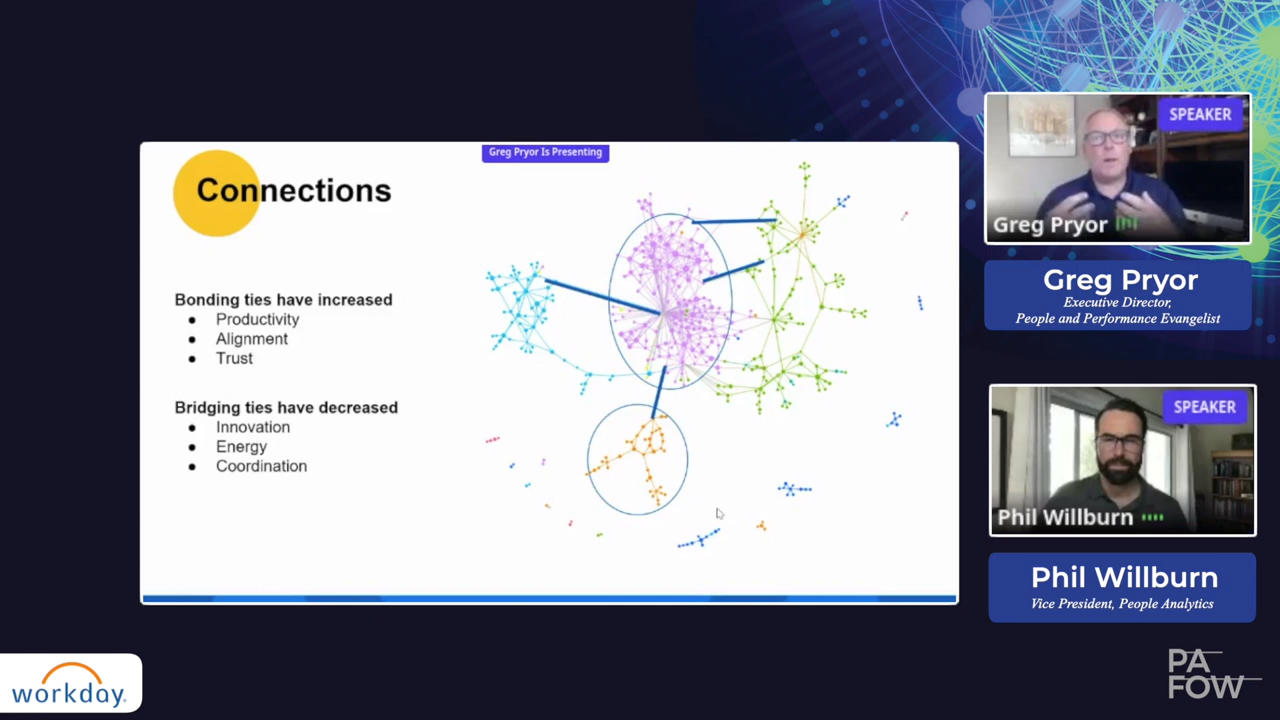 Greg Pryor Is Presenting
Connections
Bonding ties have increased
● Productivity
● Alignment
● Trust
Bridging ties have decreased
● Innovation
● Energy
● Coordination
SPEAKER
Greg Pryor
Greg Pryor
Executive Director,
People and Performance Evangelist
SPEAKER
Phil Willburn
Phil Willburn
Vice President, People Analytics
workday.
PA
FOW